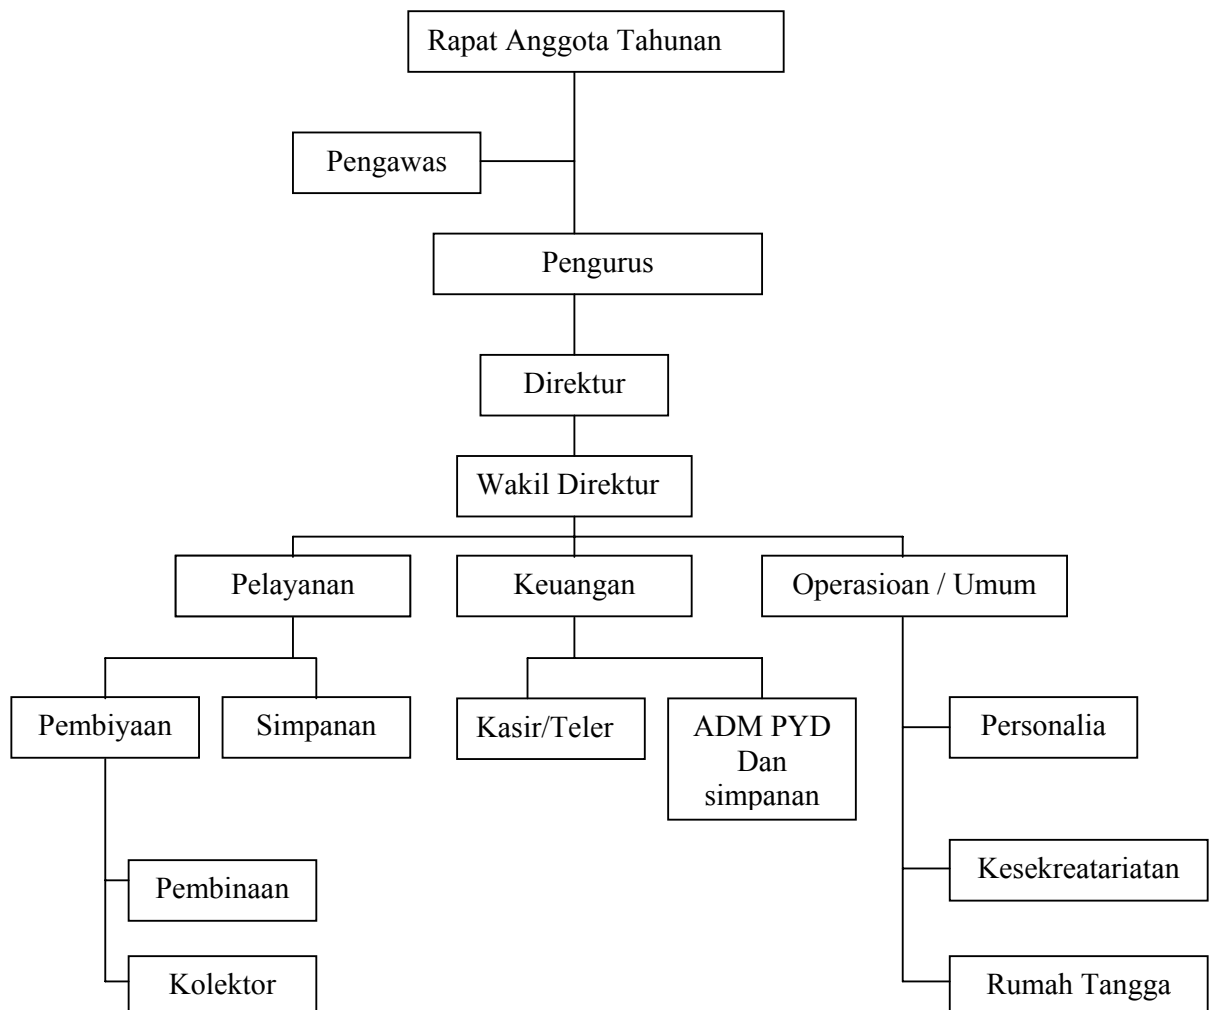 Rapat Anggota Tahunan
Pengawas
Pengurus
Direktur
Wakil Direktur
Pelayanan
Keuangan
Operasioan / Umum
Pembiyaan
Simpanan
Kasir/Teler
ADM PYD
Dan
simpanan
Personalia
Pembinaan
Kesekreatariatan
Kolektor
Rumah Tangga